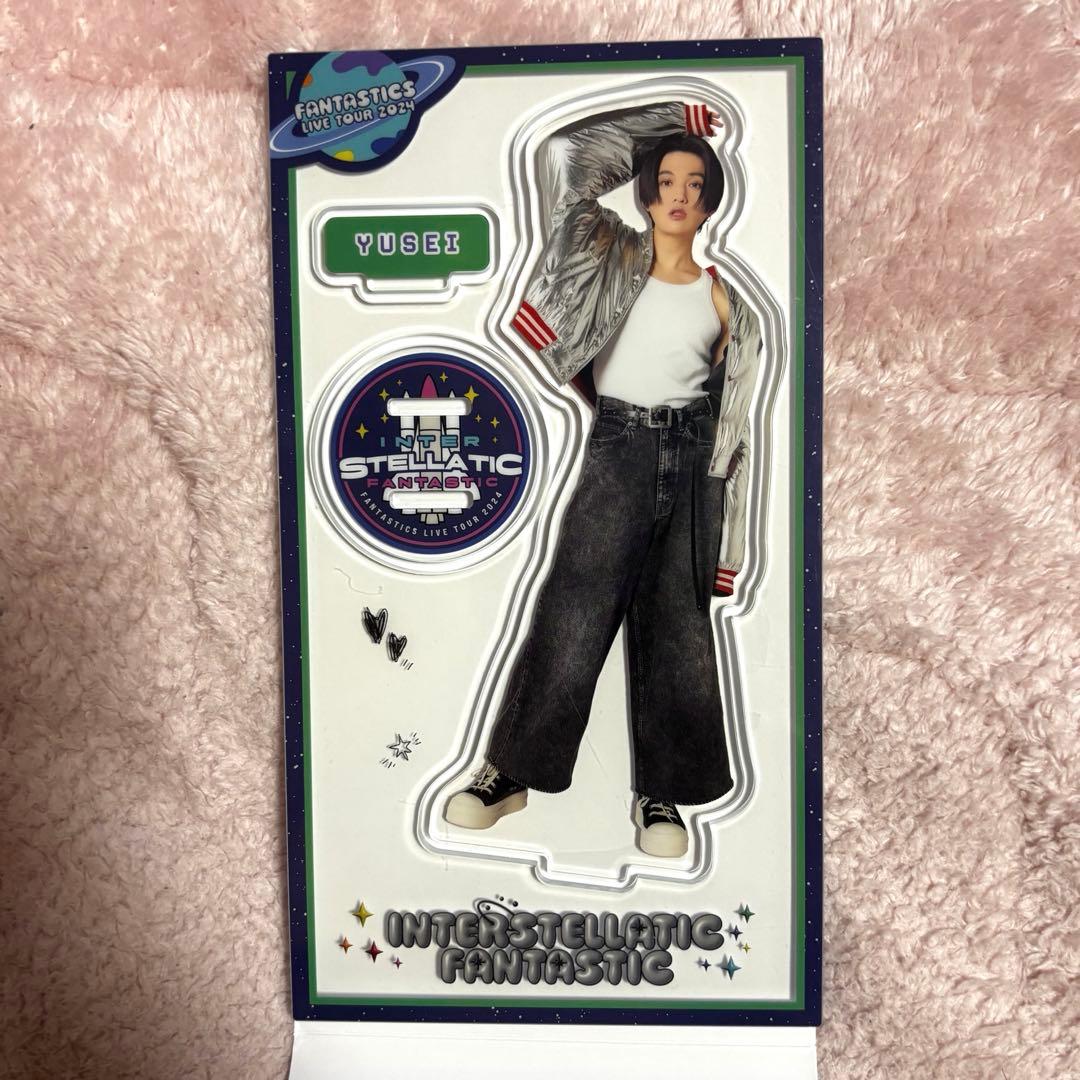 FANTASTICS
LIVE TOUR 2024
YUSEI
INTER
STELLATIC
FANTASTIC
FANTASTICS LIVE TOUR 2024
INTERSTELLATIC
FANTASTIC